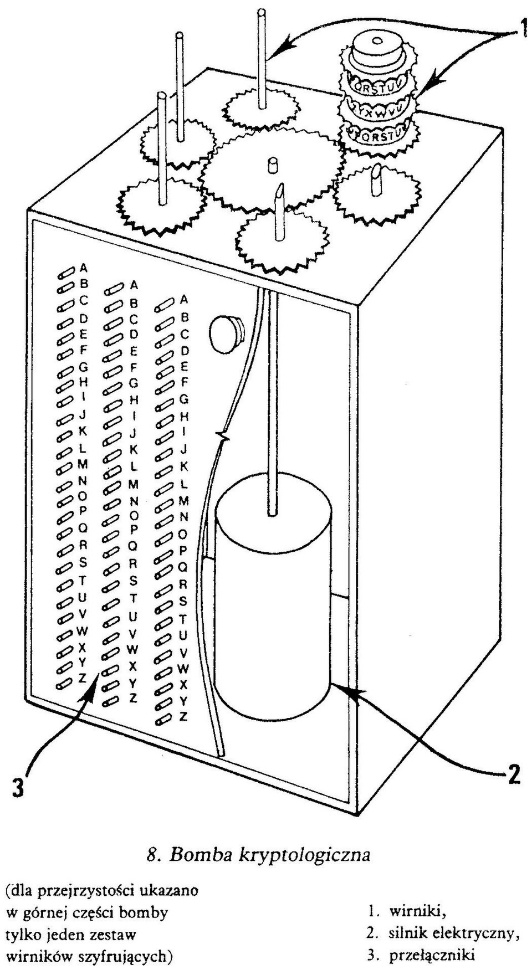 1
A A A
B B B
C C C
D D D
E E E
F F F
G G G
H H H
I I I
J J J
K K K
L L L
M M M
N N N
O O O
P P P
Q Q Q
R R R
S S S
T T T
U U U
V V V
W W W
X X X
Y Y Y
Z Z Z
3
2
8. Bomba kryptologiczna
(dla przejrzystości ukazano
w górnej części bomby
tylko jeden zestaw
wirników szyfrujących)
1. wirniki,
2. silnik elektryczny,
3. przełączniki